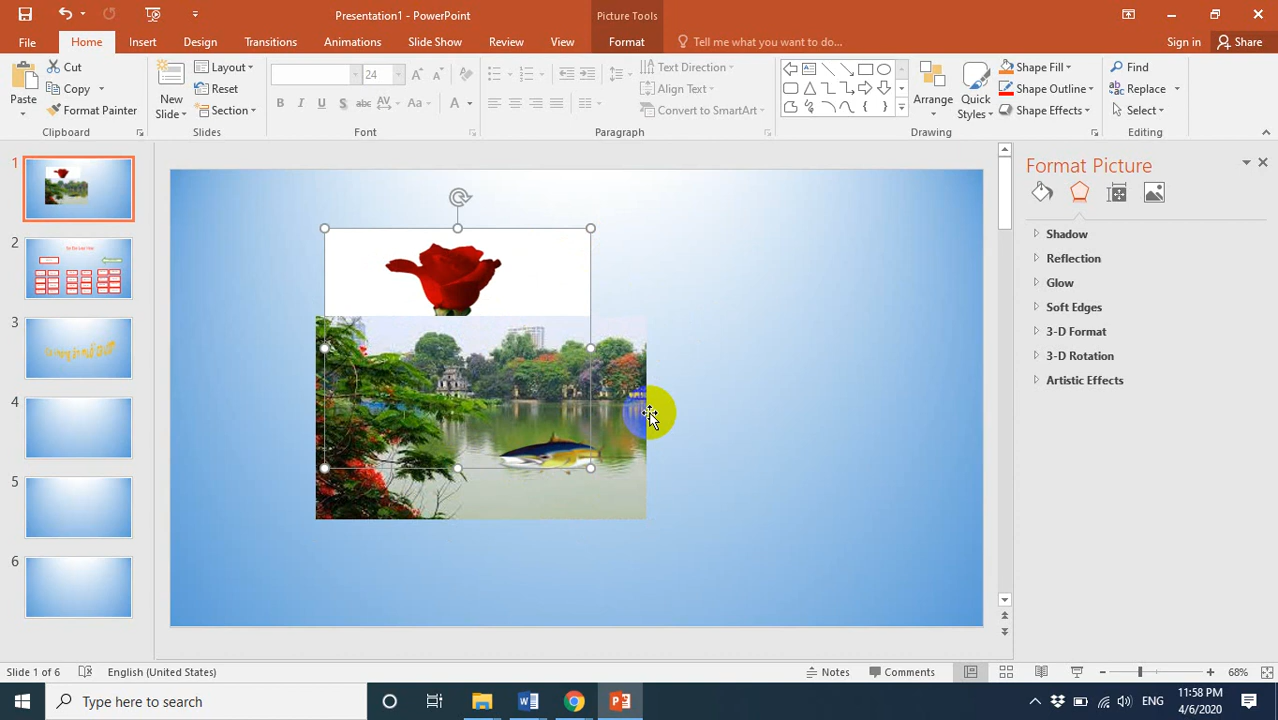 Presentation1 - PowerPoint
Picture Tools
File
Home
Insert
Design
Transitions
Animations
Slide Show
Review
View
Format
Tell me what you want to do...
Sign in
Share
Paste
Cut
Copy
Format Painter
Clipboard
New
Slide
Layout
Reset
Section
Slides
24
B I U S abc AV Aa A
Font
Text Direction
Align Text
Convert to SmartArt
Paragraph
Arrange
Quick
Styles
Shape Fill
Shape Outline
Shape Effects
Drawing
Find
Replace
Select
Editing
1
2
3
4
5
6
Format Picture
Shadow
Reflection
Glow
Soft Edges
3-D Format
3-D Rotation
Artistic Effects
Slide 1 of 6
English (United States)
Notes
Comments
68%
Type here to search
ENG
11:58 PM
4/6/2020